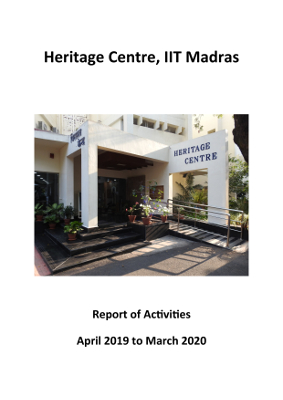 Heritage Centre, IIT Madras
HERITAGE
CENTRE
Report of Activities
April 2019 to March 2020